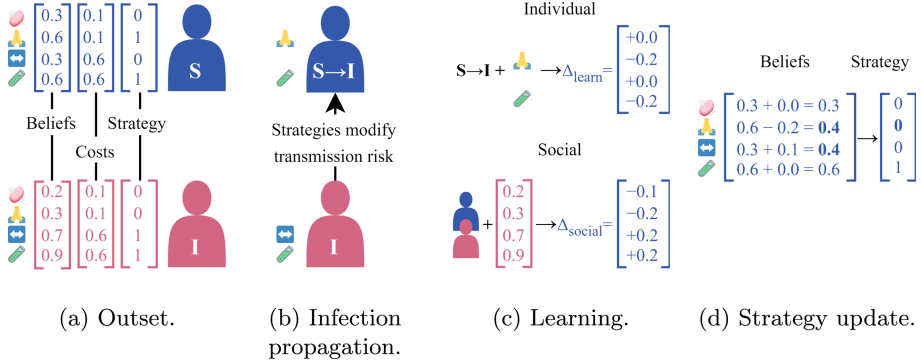 0.3 0.1 0
0.6 0.1 1
0.3 0.6 0
0.6 0.6 1
S
Beliefs Strategy
Costs
0.2 0.1 0
0.3 0.1 0
0.7 0.6 1
0.9 0.6 1
I
(a) Outset.
S→I
Strategies modify
transmission risk
I
(b) Infection
propagation.
Individual
S→I + → Δlearn=
+0.0
−0.2
+0.0
−0.2
Social
+
0.2
0.3
0.7
0.9
→ Δsocial=
−0.1
−0.2
+0.2
+0.2
(c) Learning.
Beliefs Strategy
0.3 + 0.0 = 0.3 0
0.6 − 0.2 = 0.4 0
0.3 + 0.1 = 0.4 0
0.6 + 0.0 = 0.6 1
(d) Strategy update.